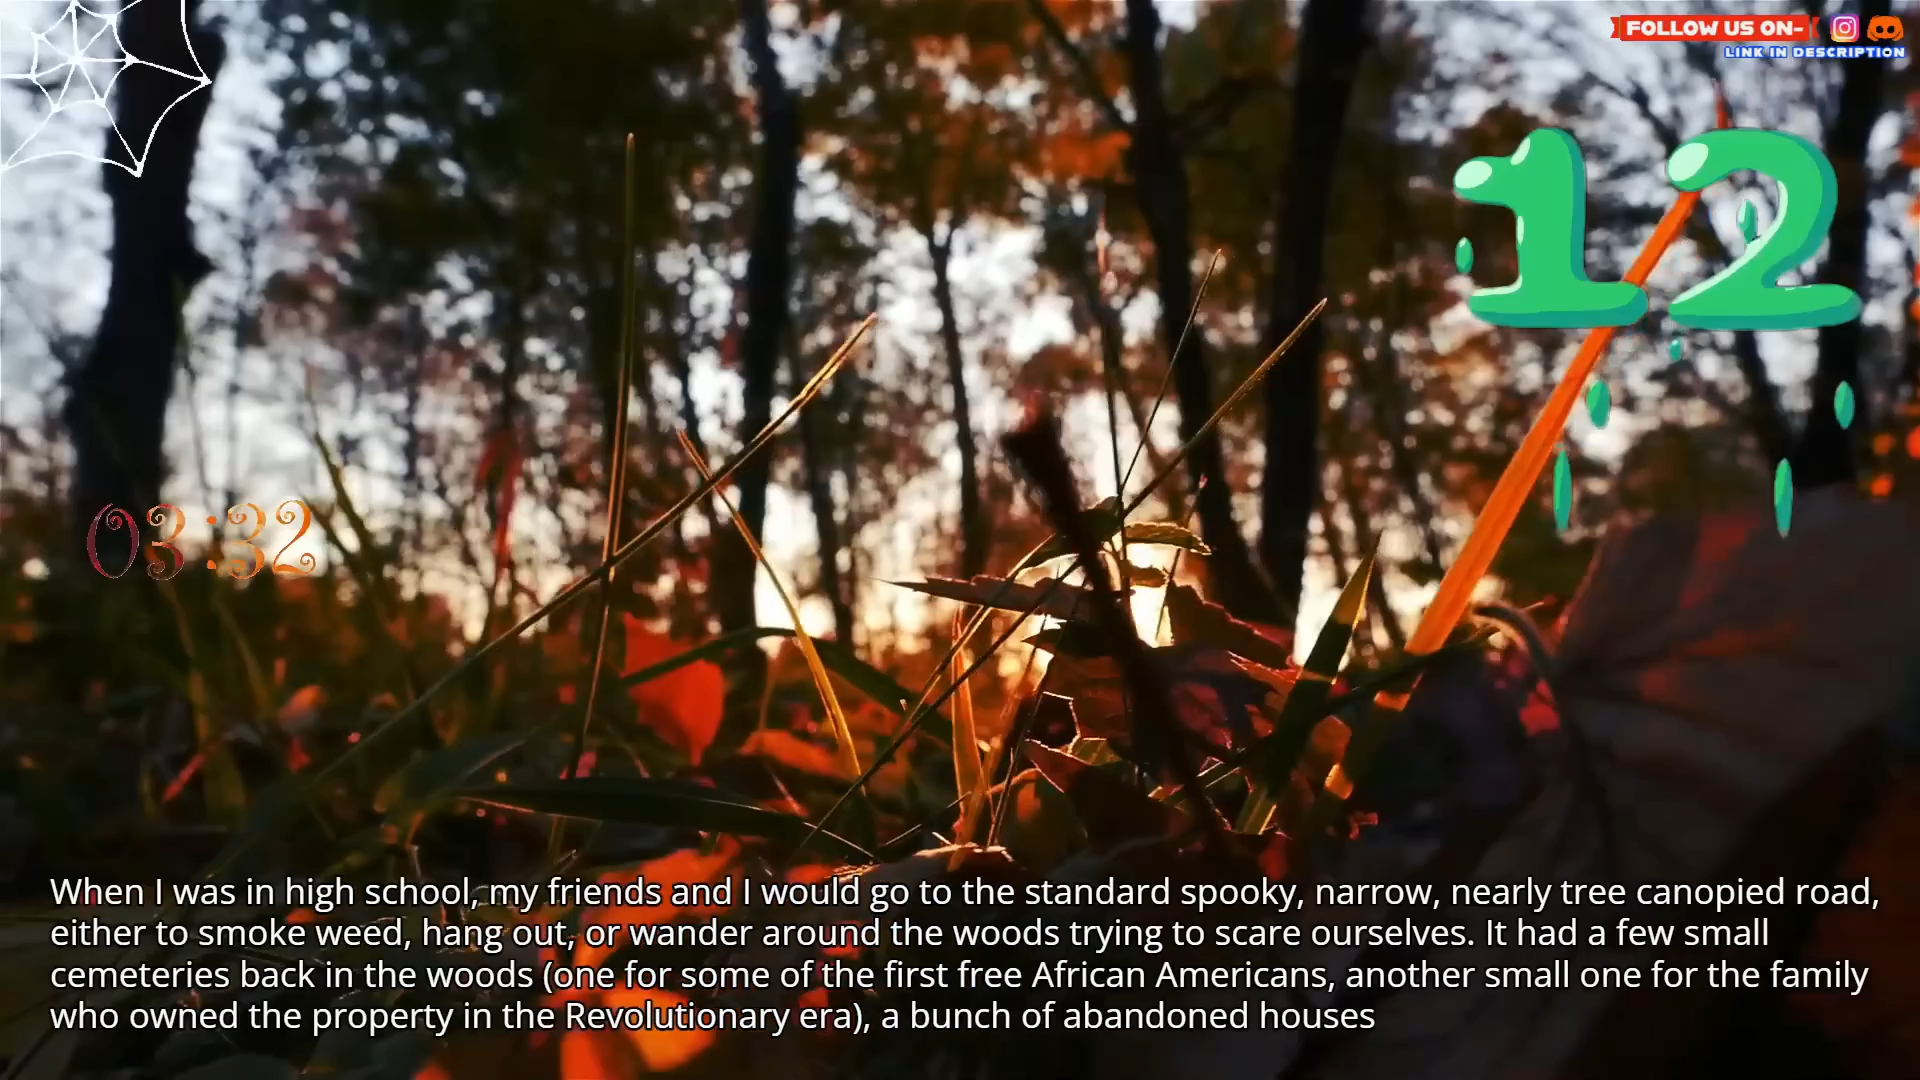 FOLLOW US ON-
LINK IN DESCRIPTION
12
03:32
When I was in high school, my friends and I would go to the standard spooky, narrow, nearly tree canopied road,
either to smoke weed, hang out, or wander around the woods trying to scare ourselves. It had a few small
cemeteries back in the woods (one for some of the first free African Americans, another small one for the family
who owned the property in the Revolutionary era), a bunch of abandoned houses